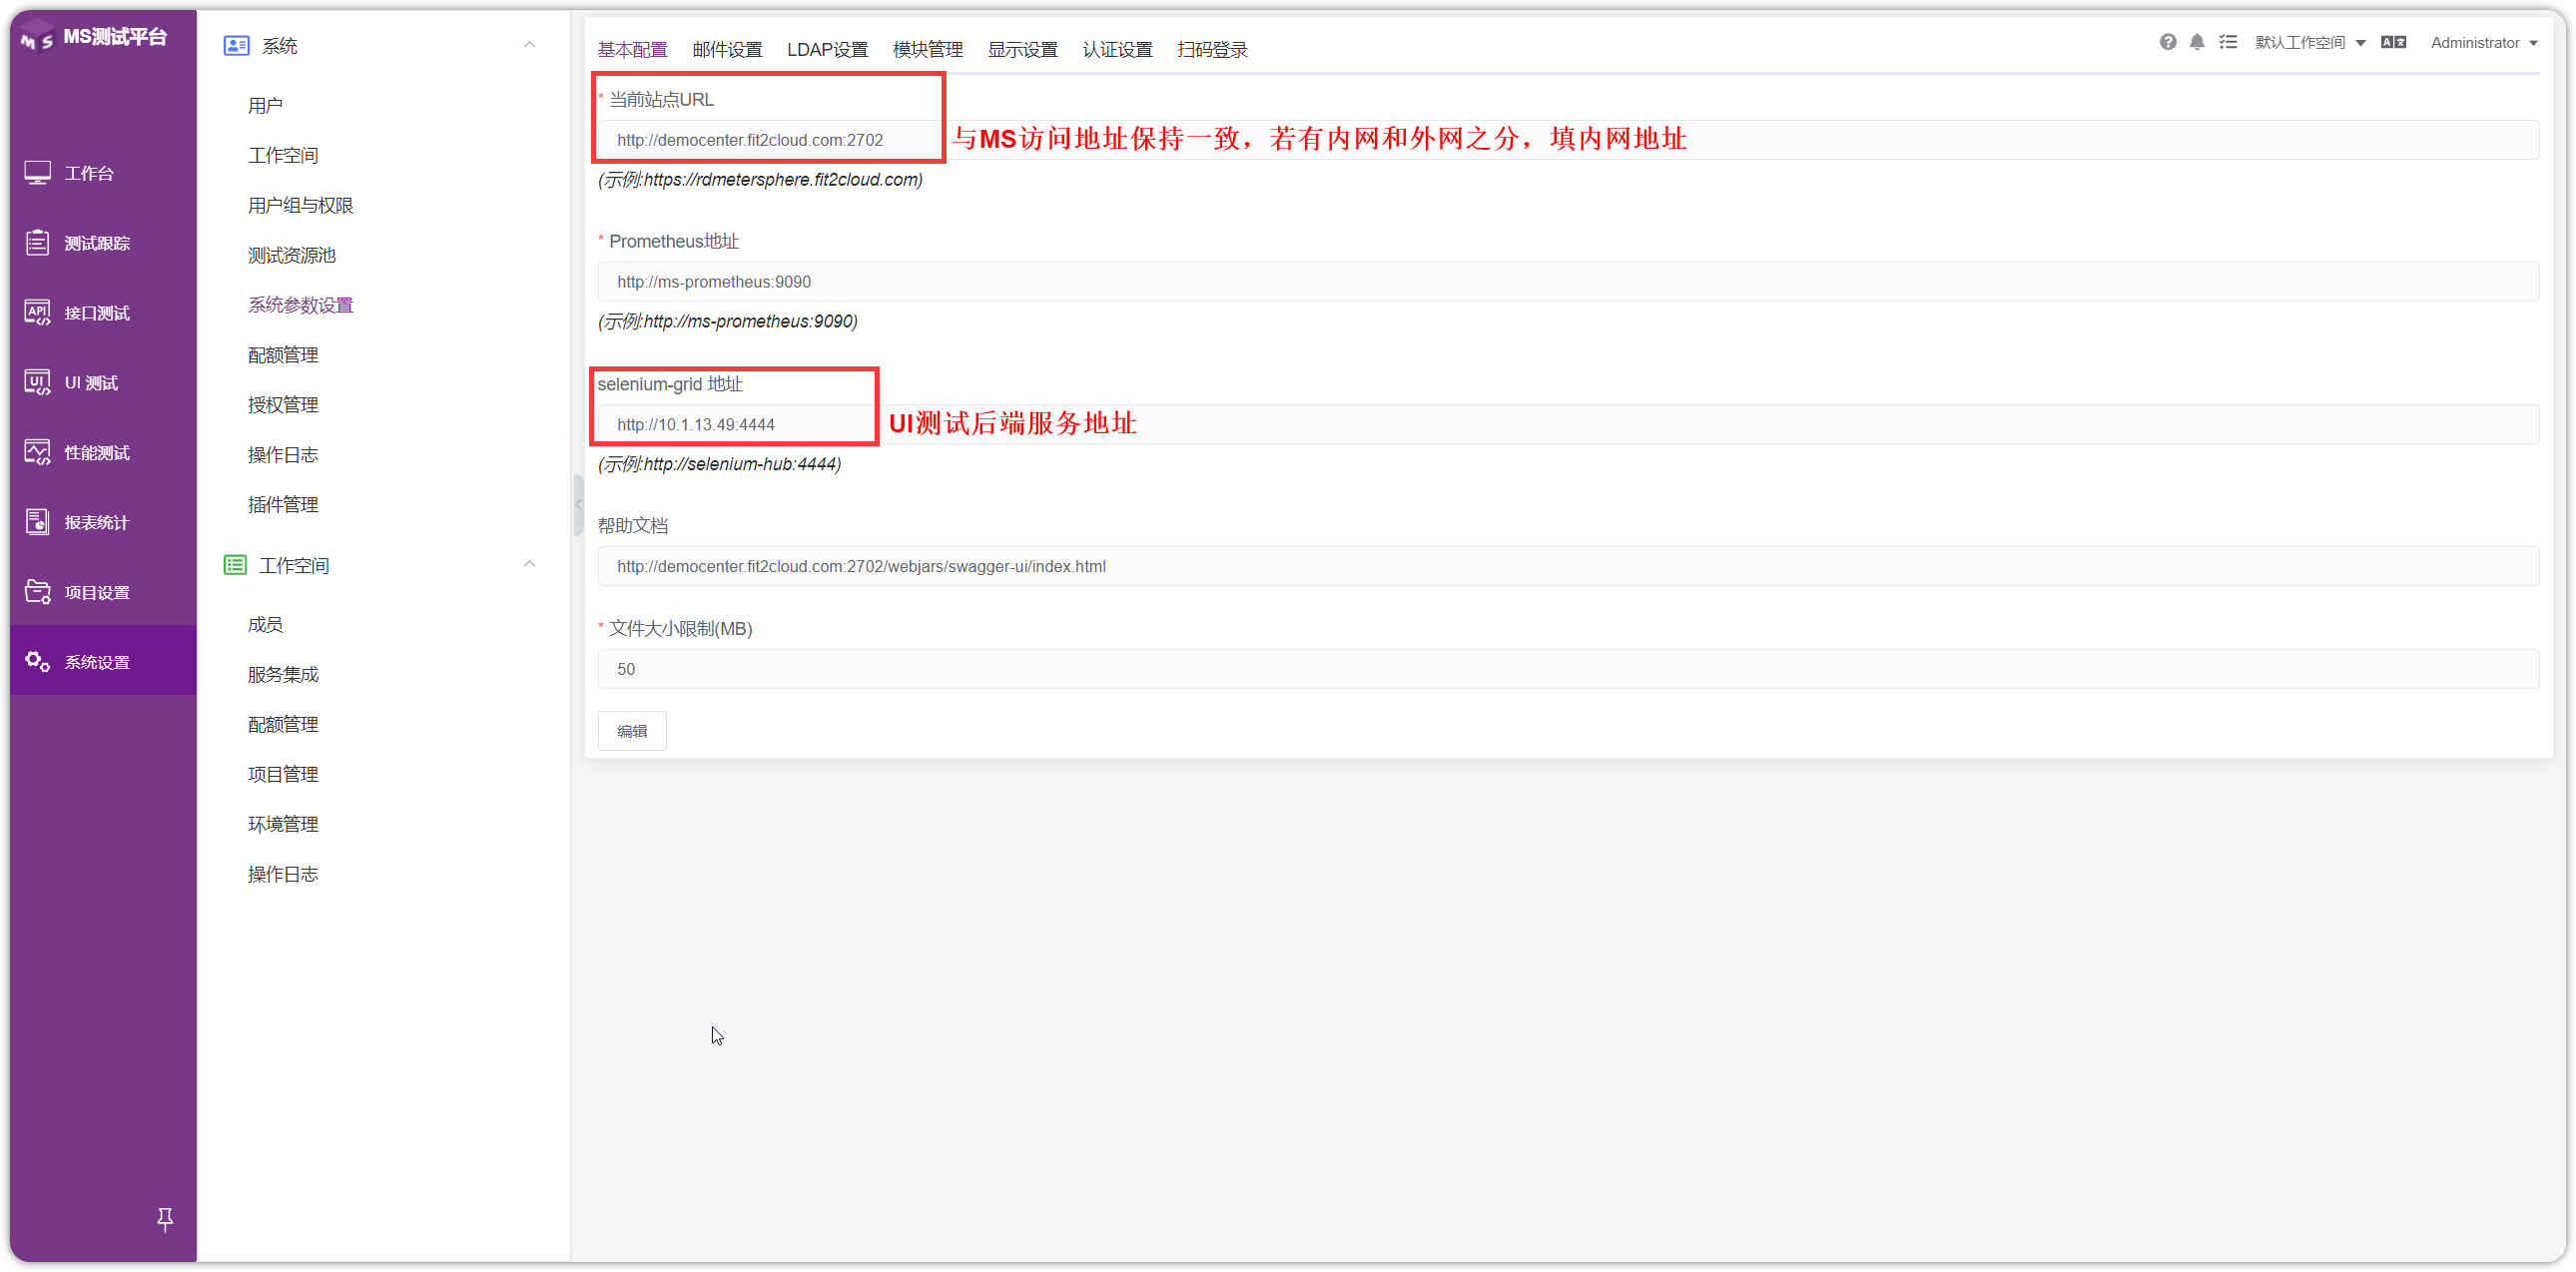 MS测试平台
工作台
测试跟踪
接口测试
UI 测试
性能测试
报表统计
项目设置
系统设置
系统
用户
工作空间
用户组与权限
测试资源池
系统参数设置
配额管理
授权管理
操作日志
插件管理
工作空间
成员
服务集成
配额管理
项目管理
环境管理
操作日志
基本配置 邮件设置 LDAP设置 模块管理 显示设置 认证设置 扫码登录
默认工作空间 Administrator
* 当前站点URL
http://democenter.fit2cloud.com:2702
与MS访问地址保持一致，若有内网和外网之分，填内网地址
(示例:https://rdmetersphere.fit2cloud.com)
* Prometheus地址
http://ms-prometheus:9090
(示例:http://ms-prometheus:9090)
selenium-grid 地址
http://10.1.13.49:4444
UI测试后端服务地址
(示例:http://selenium-hub:4444)
帮助文档
http://democenter.fit2cloud.com:2702/webjars/swagger-ui/index.html
* 文件大小限制(MB)
50
编辑